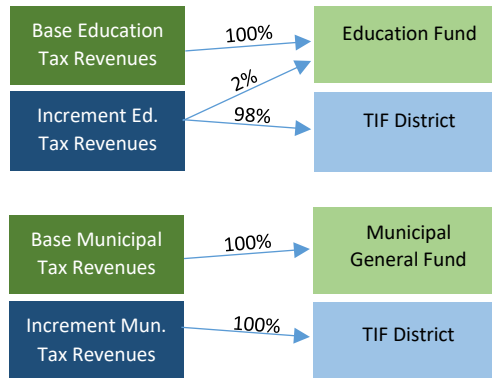 Base Education
Tax Revenues
100%
Education Fund
2%
Increment Ed.
Tax Revenues
98%
TIF District
Base Municipal
Tax Revenues
100%
Municipal
General Fund
Increment Mun.
Tax Revenues
100%
TIF District